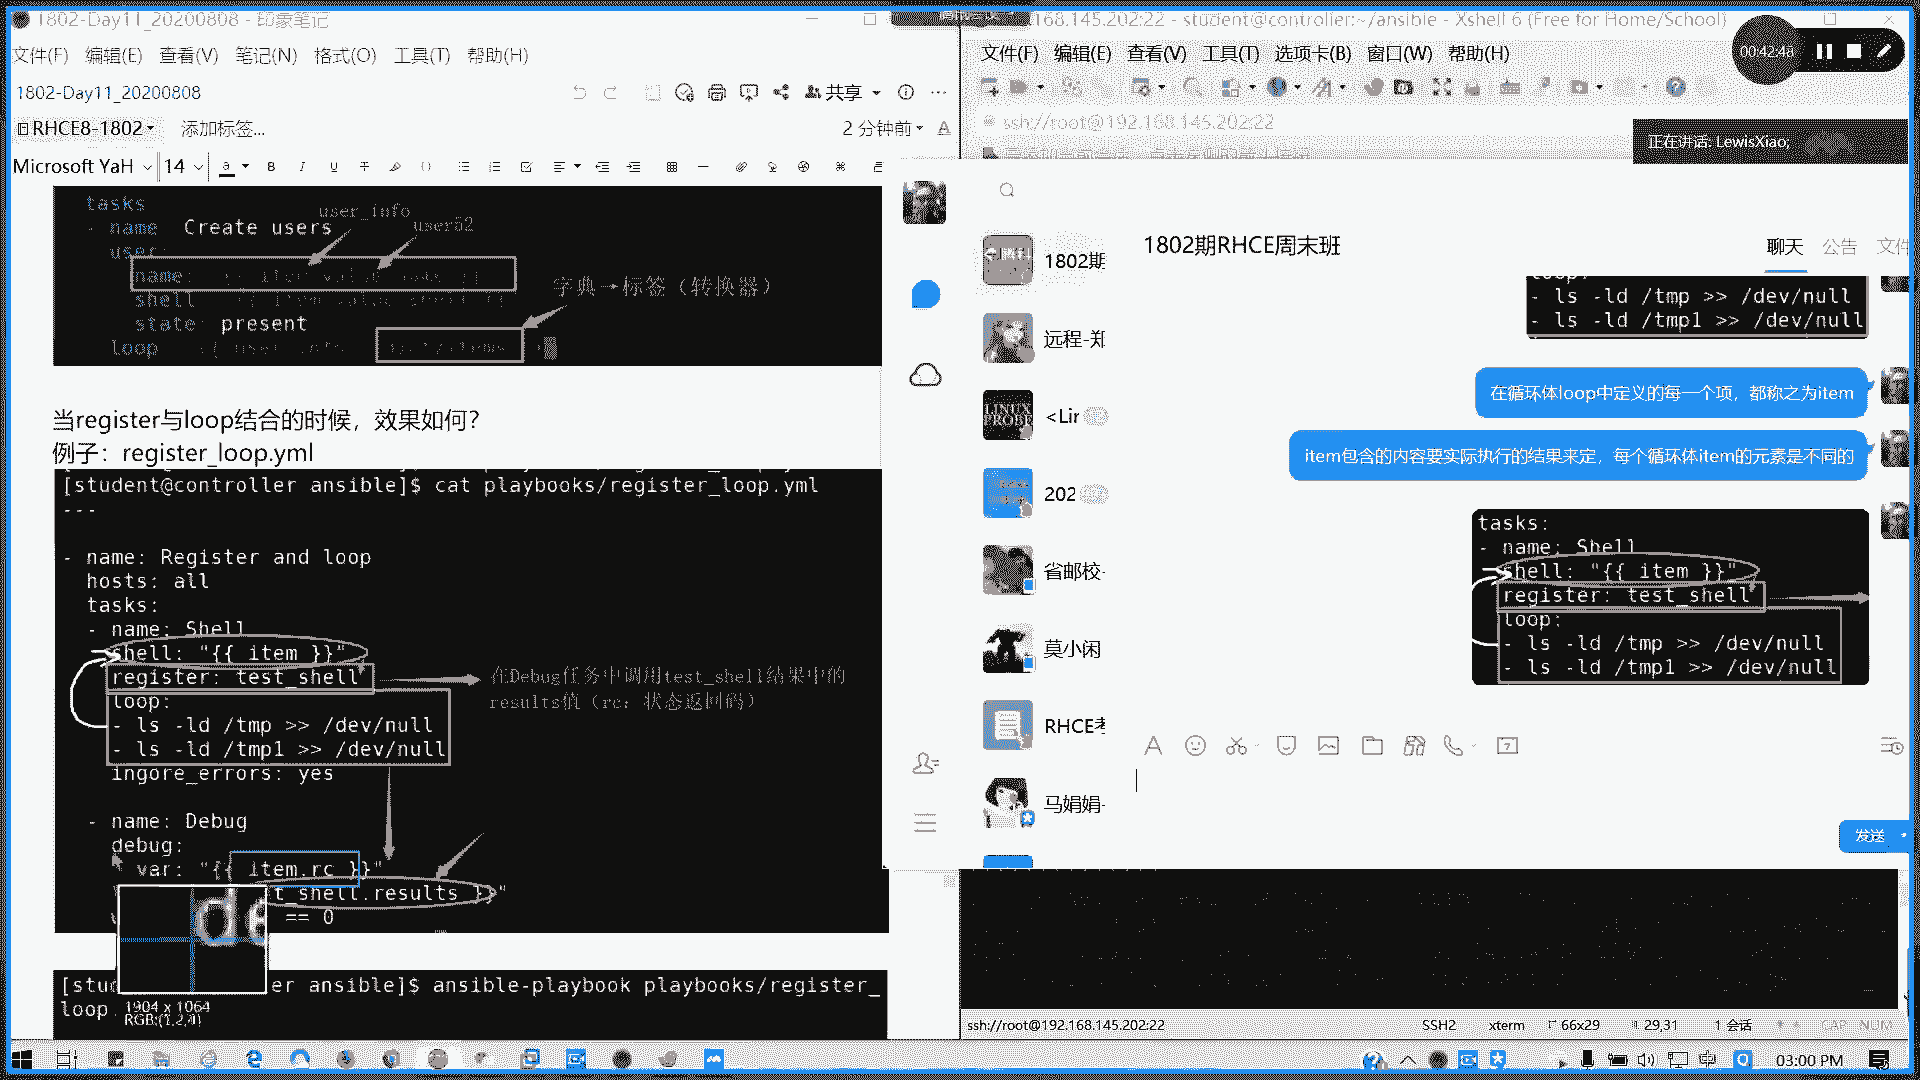 1802-Day11_20200808 - 印象笔记
文件(F) 编辑(E) 查看(V) 笔记(N) 格式(O) 工具(T) 帮助(H)
1802-Day11_20200808
共享
RHCE8-1802
添加标签...
2 分钟前
Microsoft YaH
14
tasks
- name Create users
user_info
user82
user:
name:
shell
state: present
loop
字典→标签（转换器）
当register与loop结合的时候，效果如何？
例子：register_loop.yml
[student@controller ansible]$ cat playbooks/register_loop.yml
---
- name: Register and loop
hosts: all
tasks:
- name: Shell
shell: "{{ item }}"
register: test_shell
loop:
- ls -ld /tmp >> /dev/null
- ls -ld /tmp1 >> /dev/null
ingore_errors: yes
在Debug任务中调用test_shell结果中的
results值（rc：状态返回码）
- name: Debug
debug:
var: "{{ item.rc }}"
t_shell.results }}"
== 0
1904 x 1064
RGB:(1,2,4)
er ansible]$ ansible-playbook playbooks/register_
loop
168.145.202:22 - student@controller:~/ansible - Xshell 6 (Free for Home/School)
文件(F) 编辑(E) 查看(V) 工具(T) 选项卡(B) 窗口(W) 帮助(H)
00:42:48
ssh://root@192.168.145.202:22
正在讲话: LewisXiao;
1802期
远程-郑
<Lir
202
省邮校-
莫小闲
RHCE考
马娟娟-
1802期RHCE周末班
聊天 公告 文件
loop:
- ls -ld /tmp >> /dev/null
- ls -ld /tmp1 >> /dev/null
在循环体loop中定义的每一个项，都称之为item
item包含的内容要实际执行的结果来定，每个循环体item的元素是不同的
tasks:
- name: Shell
shell: "{{ item }}"
register: test_shell
loop:
- ls -ld /tmp >> /dev/null
- ls -ld /tmp1 >> /dev/null
发送
ssh://root@192.168.145.202:22
SSH2 xterm 66x29 29,31 1 会话 CAP NUM
03:00 PM